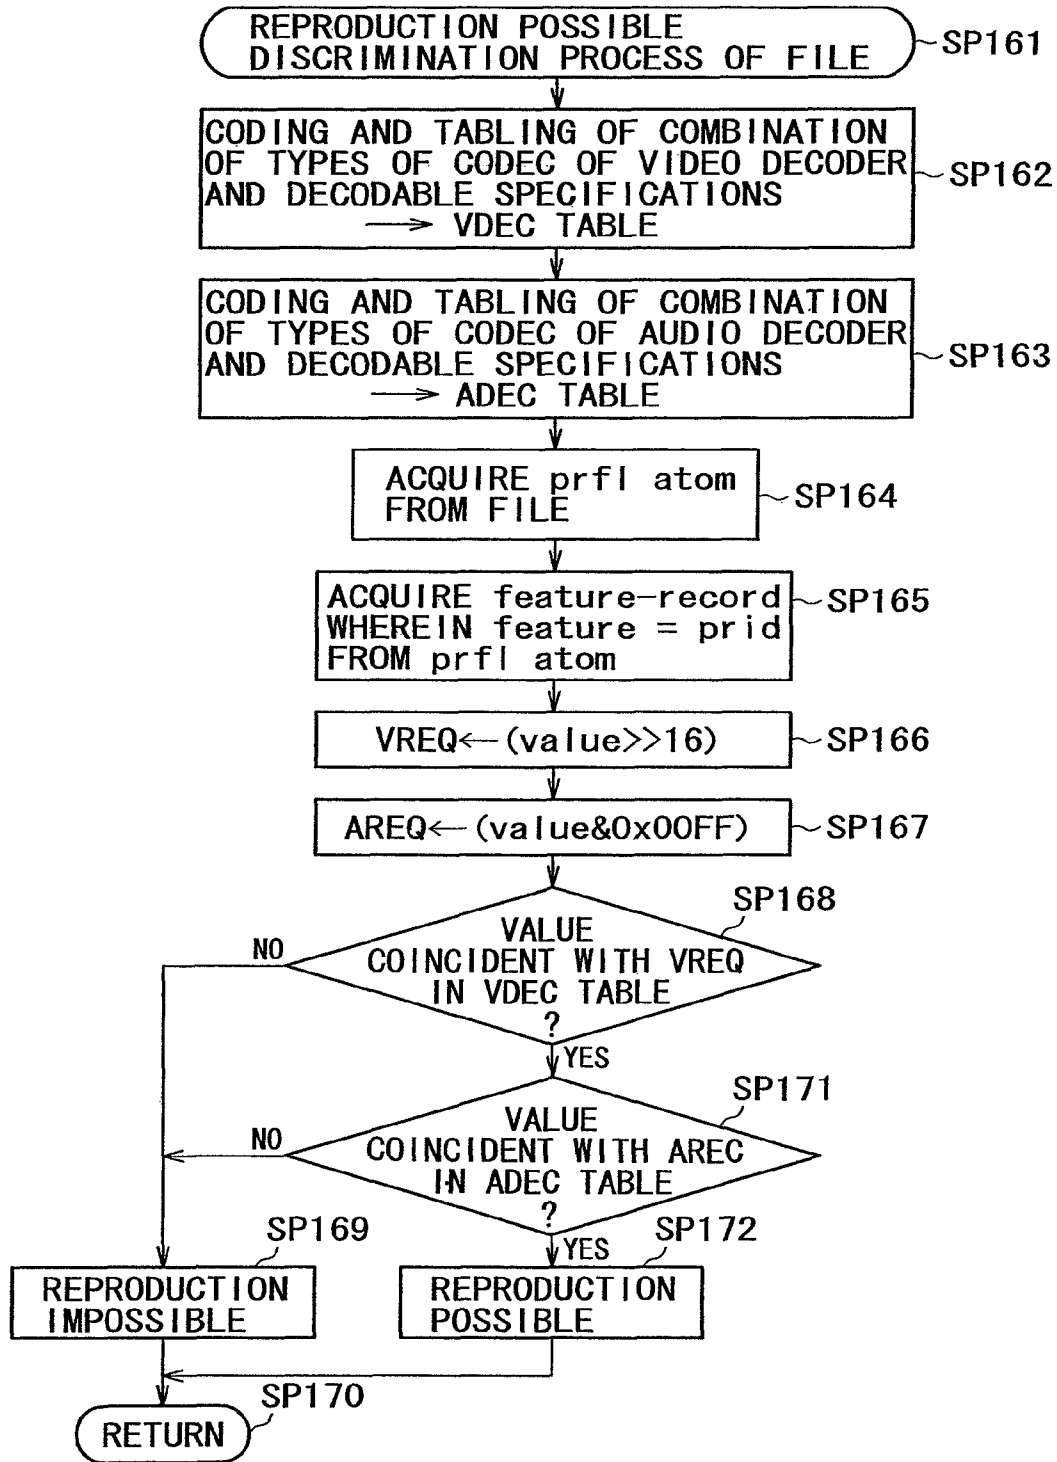 REPRODUCTION POSSIBLE
DISCRIMINATION PROCESS OF FILE
SP161
CODING AND TABLING OF COMBINATION
OF TYPES OF CODEC OF VIDEO DECODER
AND DECODABLE SPECIFICATIONS
→ VDEC TABLE
SP162
CODING AND TABLING OF COMBINATION
OF TYPES OF CODEC OF AUDIO DECODER
AND DECODABLE SPECIFICATIONS
→ ADEC TABLE
SP163
ACQUIRE prfl atom
FROM FILE
SP164
ACQUIRE feature-record
WHEREIN feature = prid
FROM prfl atom
SP165
VREQ←(value>>16)
SP166
AREQ←(value&0x00FF)
SP167
SP168
VALUE
COINCIDENT WITH VREQ
IN VDEC TABLE
?
NO
YES
SP171
VALUE
COINCIDENT WITH AREC
IN ADEC TABLE
?
NO
YES
SP169
REPRODUCTION
IMPOSSIBLE
SP172
REPRODUCTION
POSSIBLE
SP170
RETURN